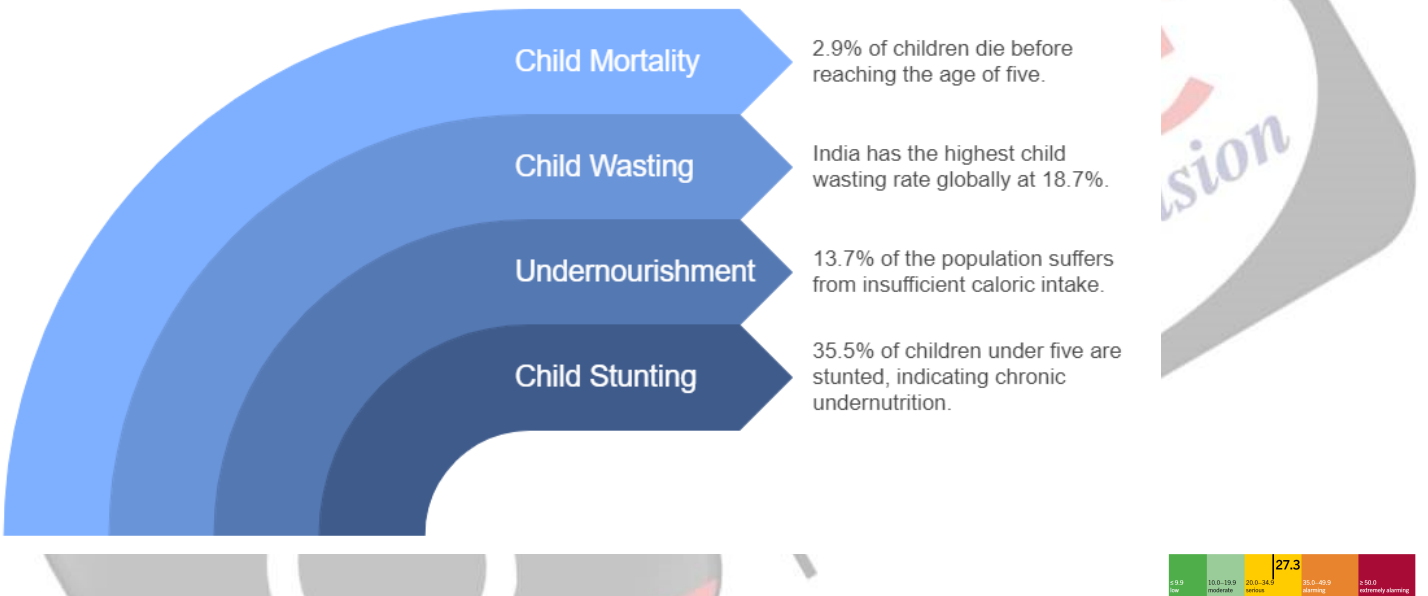 Child Mortality
2.9% of children die before
reaching the age of five.
Child Wasting
India has the highest child
wasting rate globally at 18.7%.
Undernourishment
13.7% of the population suffers
from insufficient caloric intake.
Child Stunting
35.5% of children under five are
stunted, indicating chronic
undernutrition.
sion
27.3
≤ 9.9 10.0–19.9 20.0–34.9 35.0–49.9 ≥ 50.0
low moderate serious alarming extremely alarming